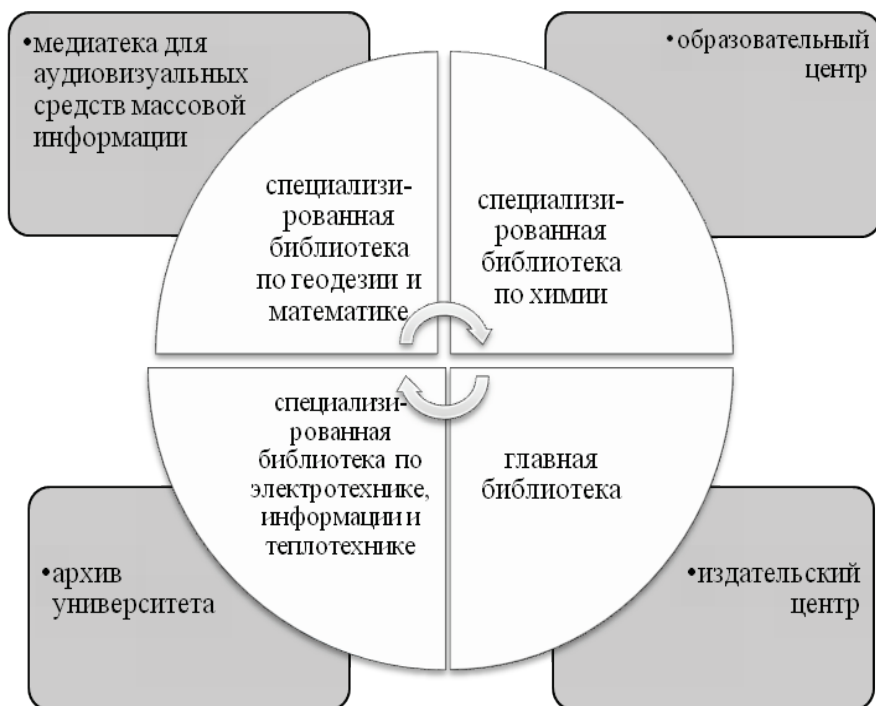 •медиатека для
аудиовизуальных
средств массовой
информации
•образовательный
центр
специализи-
рованная
библиотека
по геодезии и
математике
специализи-
рованная
библиотека
по химии
специализи-
рованная
библиотека по
электротехнике,
информации и
теплотехнике
главная
библиотека
•архив
университета
•издательский
центр